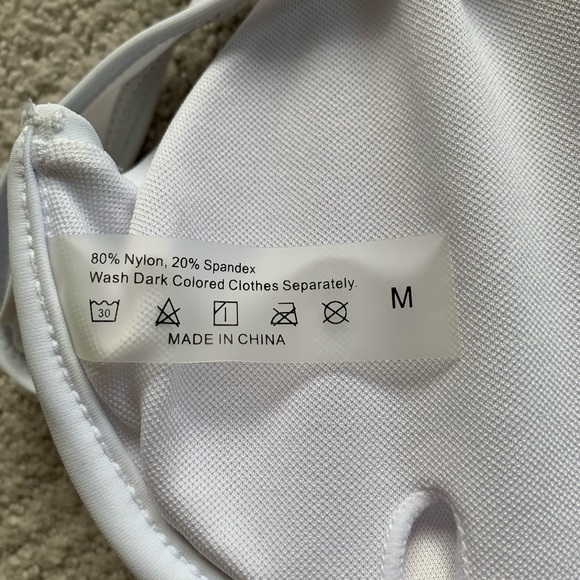 80% Nylon, 20% Spandex
Wash Dark Colored Clothes Separately.
30
M
MADE IN CHINA